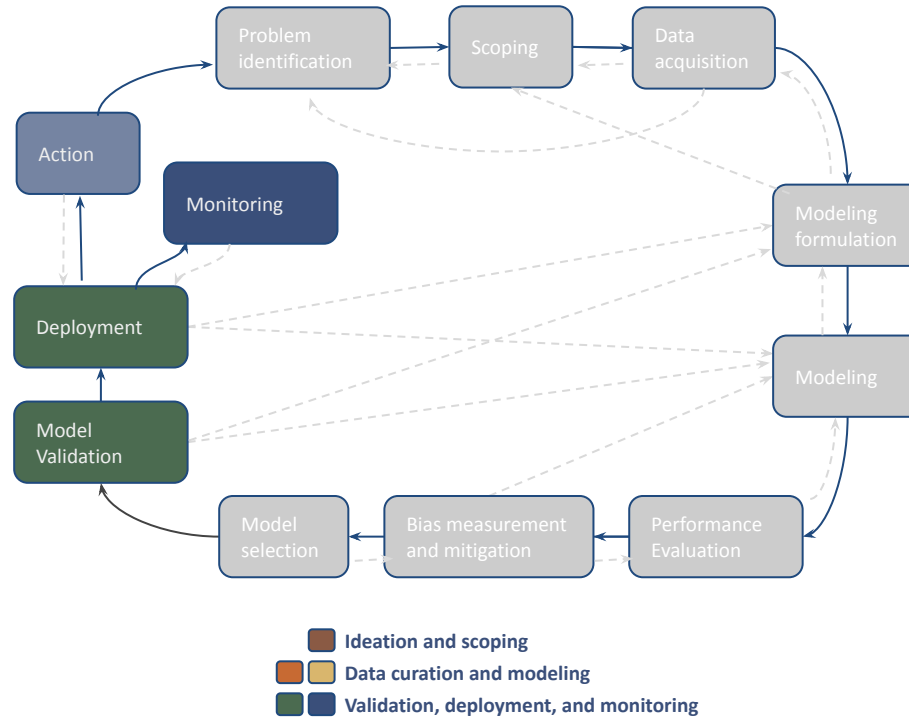 Problem
identification
Scoping
Data
acquisition
Action
Monitoring
Modeling
formulation
Deployment
Modeling
Model
Validation
Model
selection
Bias measurement
and mitigation
Performance
Evaluation
Ideation and scoping
Data curation and modeling
Validation, deployment, and monitoring